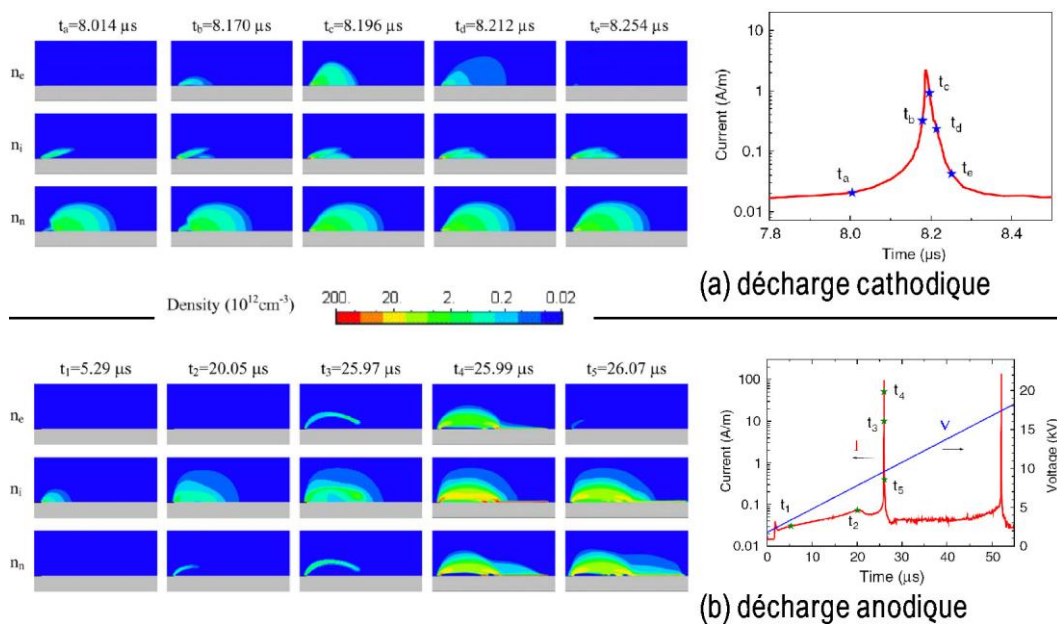 tₐ=8.014 µs t_b=8.170 µs t_c=8.196 µs t_d=8.212 µs t_e=8.254 µs
nₑ
nᵢ
nₙ
Current (A/m)
10
1
0.1
0.01
t_a
t_b
t_c
t_d
t_e
7.8 8.0 8.2 8.4
Time (µs)
(a) décharge cathodique
Density (10¹²cm⁻³)
200. 20. 2. 0.2 0.02
t₁=5.29 µs t₂=20.05 µs t₃=25.97 µs t₄=25.99 µs t₅=26.07 µs
nₑ
nᵢ
nₙ
Current (A/m)
100
10
1
0.1
0.01
t₁
t₂
t₃
t₄
t₅
J
V
20
15
10
5
0
Voltage (kV)
0 10 20 30 40 50
Time (µs)
(b) décharge anodique